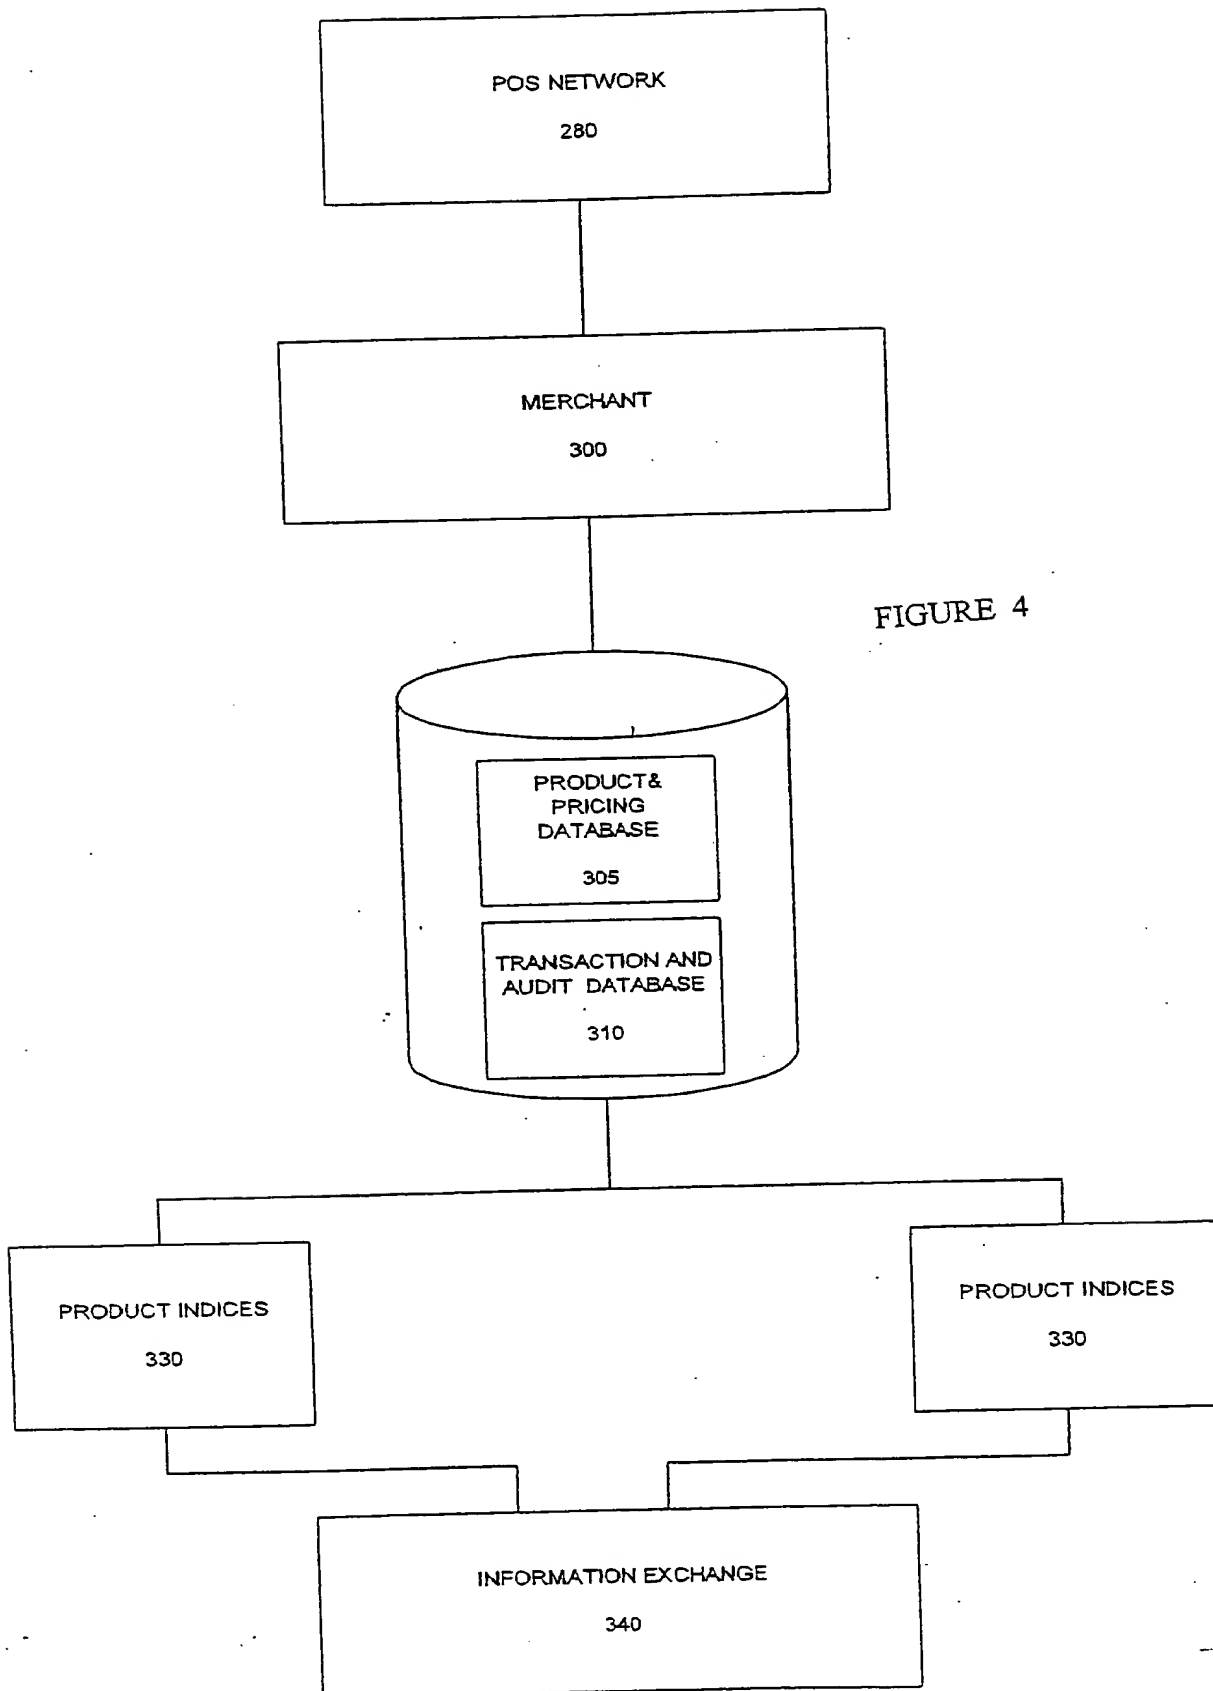 POS NETWORK
280
MERCHANT
300
FIGURE 4
PRODUCT&
PRICING
DATABASE
305
TRANSACTION AND
AUDIT DATABASE
310
PRODUCT INDICES
330
PRODUCT INDICES
330
INFORMATION EXCHANGE
340